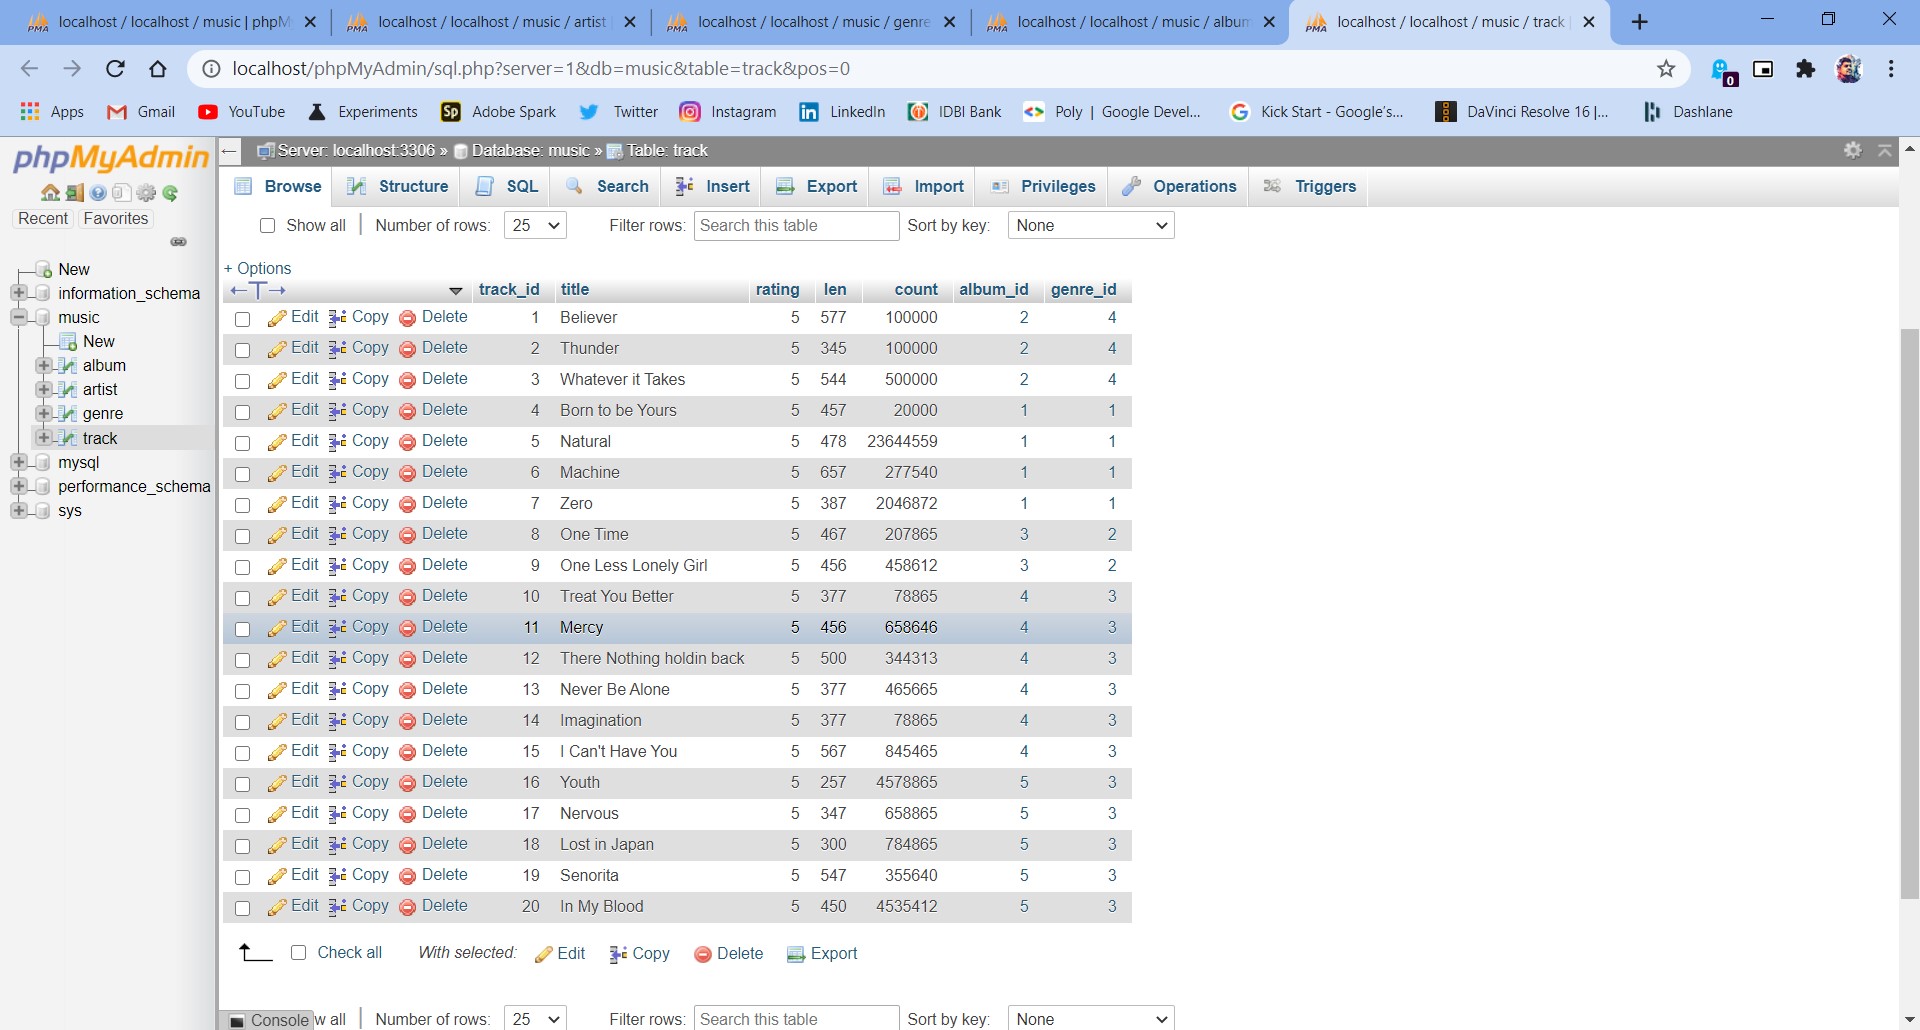 localhost / localhost / music | phpM
localhost / localhost / music / artist
localhost / localhost / music / genre
localhost / localhost / music / album
localhost / localhost / music / track |
localhost/phpMyAdmin/sql.php?server=1&db=music&table=track&pos=0
0
Apps Gmail YouTube Experiments Sp Adobe Spark Twitter Instagram LinkedIn IDBI Bank Poly | Google Devel... Kick Start - Google's... DaVinci Resolve 16 |... Dashlane
phpMyAdmin
Recent Favorites
New
information_schema
music
New
album
artist
genre
track
mysql
performance_schema
sys
Server: localhost:3306 » Database: music » Table: track
Browse Structure SQL Search Insert Export Import Privileges Operations Triggers
Show all Number of rows: 25 Filter rows: Search this table Sort by key: None
+ Options
←T→ track_id title rating len count album_id genre_id
Edit Copy Delete 1 Believer 5 577 100000 2 4
Edit Copy Delete 2 Thunder 5 345 100000 2 4
Edit Copy Delete 3 Whatever it Takes 5 544 500000 2 4
Edit Copy Delete 4 Born to be Yours 5 457 20000 1 1
Edit Copy Delete 5 Natural 5 478 23644559 1 1
Edit Copy Delete 6 Machine 5 657 277540 1 1
Edit Copy Delete 7 Zero 5 387 2046872 1 1
Edit Copy Delete 8 One Time 5 467 207865 3 2
Edit Copy Delete 9 One Less Lonely Girl 5 456 458612 3 2
Edit Copy Delete 10 Treat You Better 5 377 78865 4 3
Edit Copy Delete 11 Mercy 5 456 658646 4 3
Edit Copy Delete 12 There Nothing holdin back 5 500 344313 4 3
Edit Copy Delete 13 Never Be Alone 5 377 465665 4 3
Edit Copy Delete 14 Imagination 5 377 78865 4 3
Edit Copy Delete 15 I Can't Have You 5 567 845465 4 3
Edit Copy Delete 16 Youth 5 257 4578865 5 3
Edit Copy Delete 17 Nervous 5 347 658865 5 3
Edit Copy Delete 18 Lost in Japan 5 300 784865 5 3
Edit Copy Delete 19 Senorita 5 547 355640 5 3
Edit Copy Delete 20 In My Blood 5 450 4535412 5 3
Check all With selected: Edit Copy Delete Export
Console w all Number of rows: 25 Filter rows: Search this table Sort by key: None